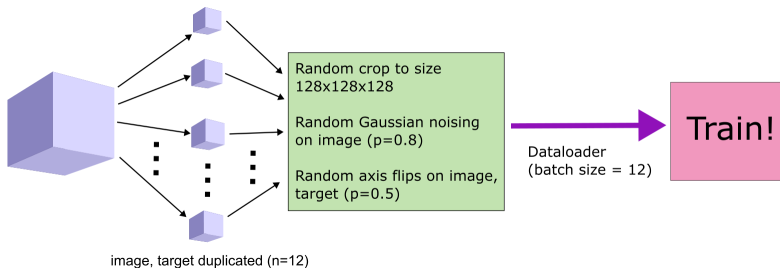 Random crop to size
128x128x128
Random Gaussian noising
on image (p=0.8)
Random axis flips on image,
target (p=0.5)
Dataloader
(batch size = 12)
Train!
image, target duplicated (n=12)